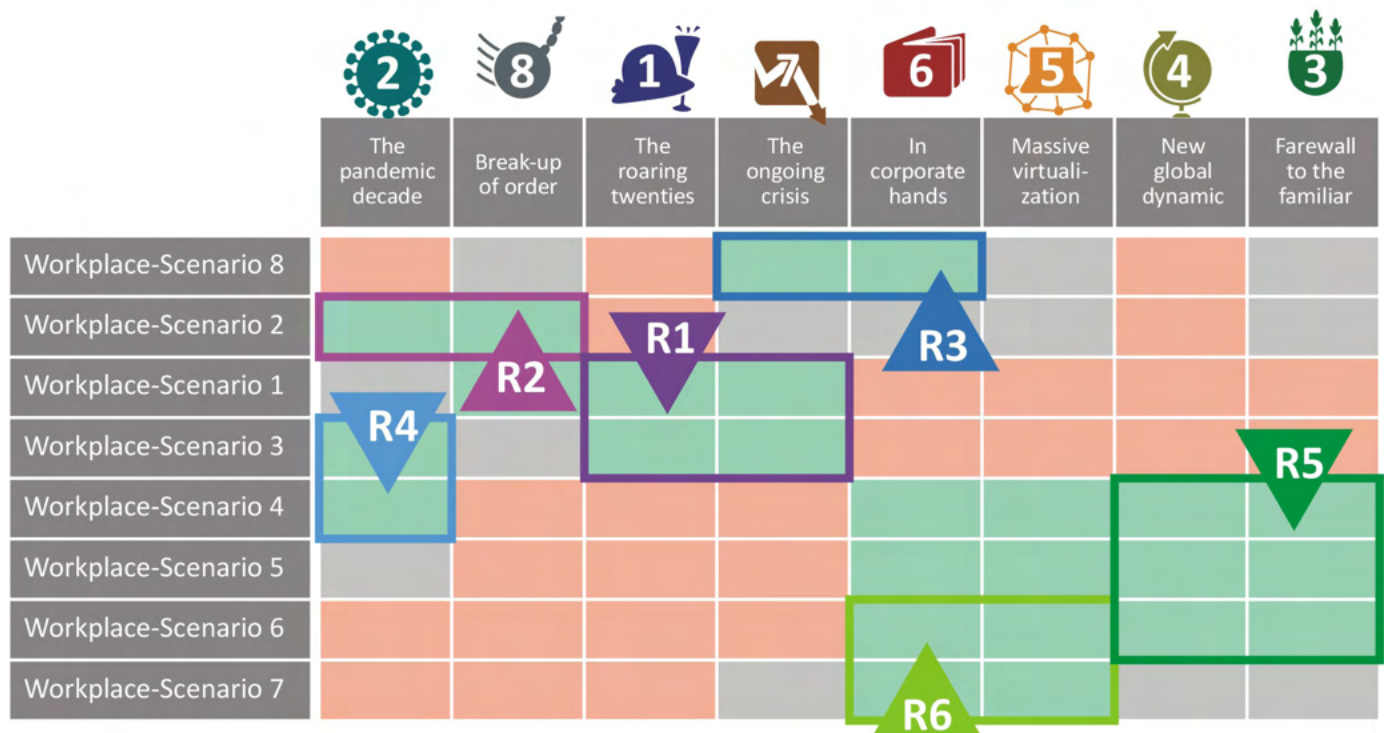 2
8
1
7
6
5
4
3
The
pandemic
decade
Break-up
of order
The
roaring
twenties
The
ongoing
crisis
In
corporate
hands
Massive
virtuali-
zation
New
global
dynamic
Farewall
to the
familiar
Workplace-Scenario 8
Workplace-Scenario 2
R1
R3
Workplace-Scenario 1
R2
R4
Workplace-Scenario 3
R5
Workplace-Scenario 4
Workplace-Scenario 5
Workplace-Scenario 6
Workplace-Scenario 7
R6